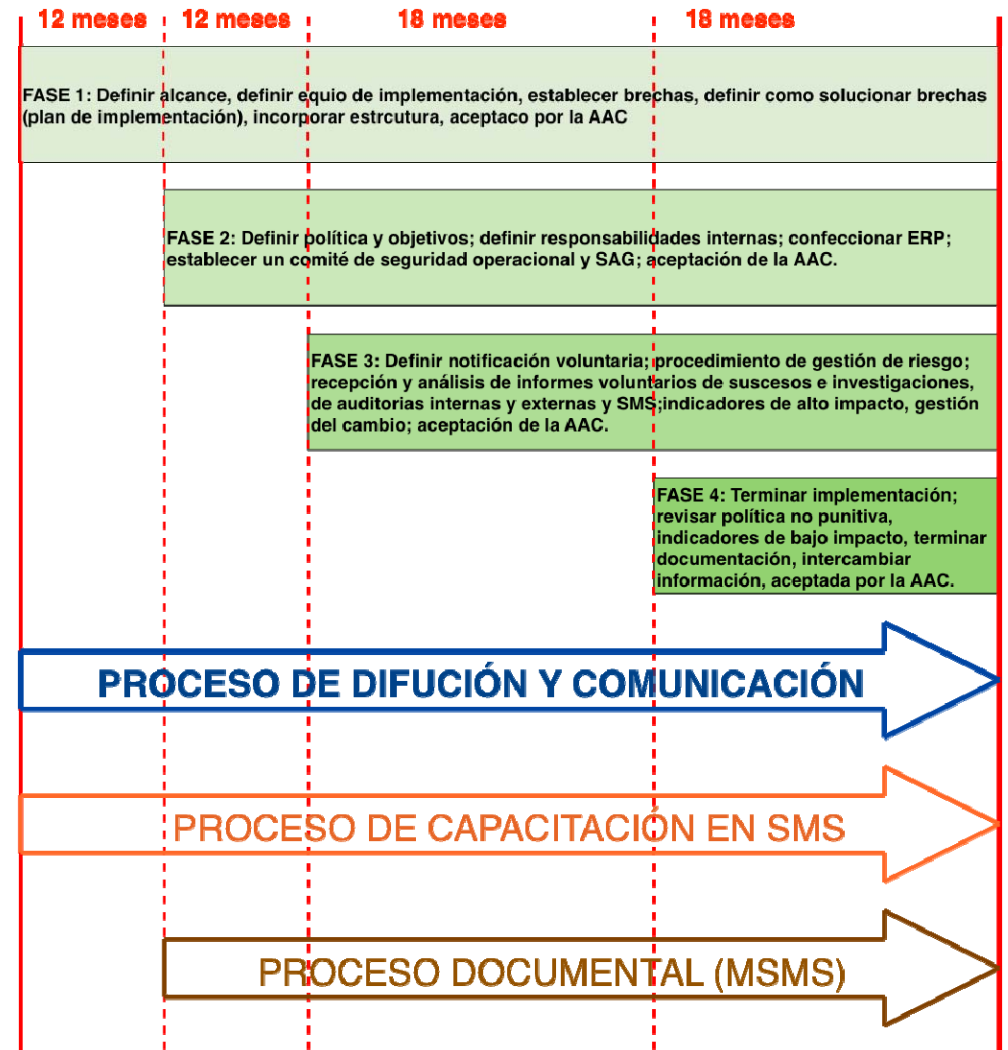 12 meses 12 meses 18 meses 18 meses
FASE 1: Definir alcance, definir equio de implementación, establecer brechas, definir como solucionar brechas
(plan de implementación), incorporar estrcutura, aceptaco por la AAC
FASE 2: Definir política y objetivos; definir responsabilidades internas; confeccionar ERP;
establecer un comité de seguridad operacional y SAG; aceptación de la AAC.
FASE 3: Definir notificación voluntaria; procedimiento de gestión de riesgo;
recepción y análisis de informes voluntarios de suscesos e investigaciones,
de auditorias internas y externas y SMS;indicadores de alto impacto, gestión
del cambio; aceptación de la AAC.
FASE 4: Terminar implementación;
revisar política no punitiva,
indicadores de bajo impacto, terminar
documentación, intercambiar
información, aceptada por la AAC.
PROCESO DE DIFUCIÓN Y COMUNICACIÓN
PROCESO DE CAPACITACIÓN EN SMS
PROCESO DOCUMENTAL (MSMS)